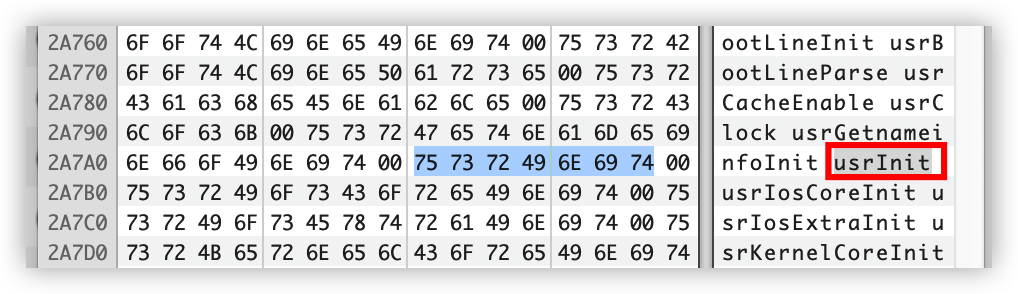 2A760 6F 6F 74 4C 69 6E 65 49 6E 69 74 00 75 73 72 42 ootLineInit usrB
2A770 6F 6F 74 4C 69 6E 65 50 61 72 73 65 00 75 73 72 ootLineParse usr
2A780 43 61 63 68 65 45 6E 61 62 6C 65 00 75 73 72 43 CacheEnable usrC
2A790 6C 6F 63 6B 00 75 73 72 47 65 74 6E 61 6D 65 69 lock usrGetnamei
2A7A0 6E 66 6F 49 6E 69 74 00 75 73 72 49 6E 69 74 00 nfoInit usrInit
2A7B0 75 73 72 49 6F 73 43 6F 72 65 49 6E 69 74 00 75 usrIosCoreInit u
2A7C0 73 72 49 6F 73 45 78 74 72 61 49 6E 69 74 00 75 srIosExtraInit u
2A7D0 73 72 4B 65 72 6E 65 6C 43 6F 72 65 49 6E 69 74 srKernelCoreInit